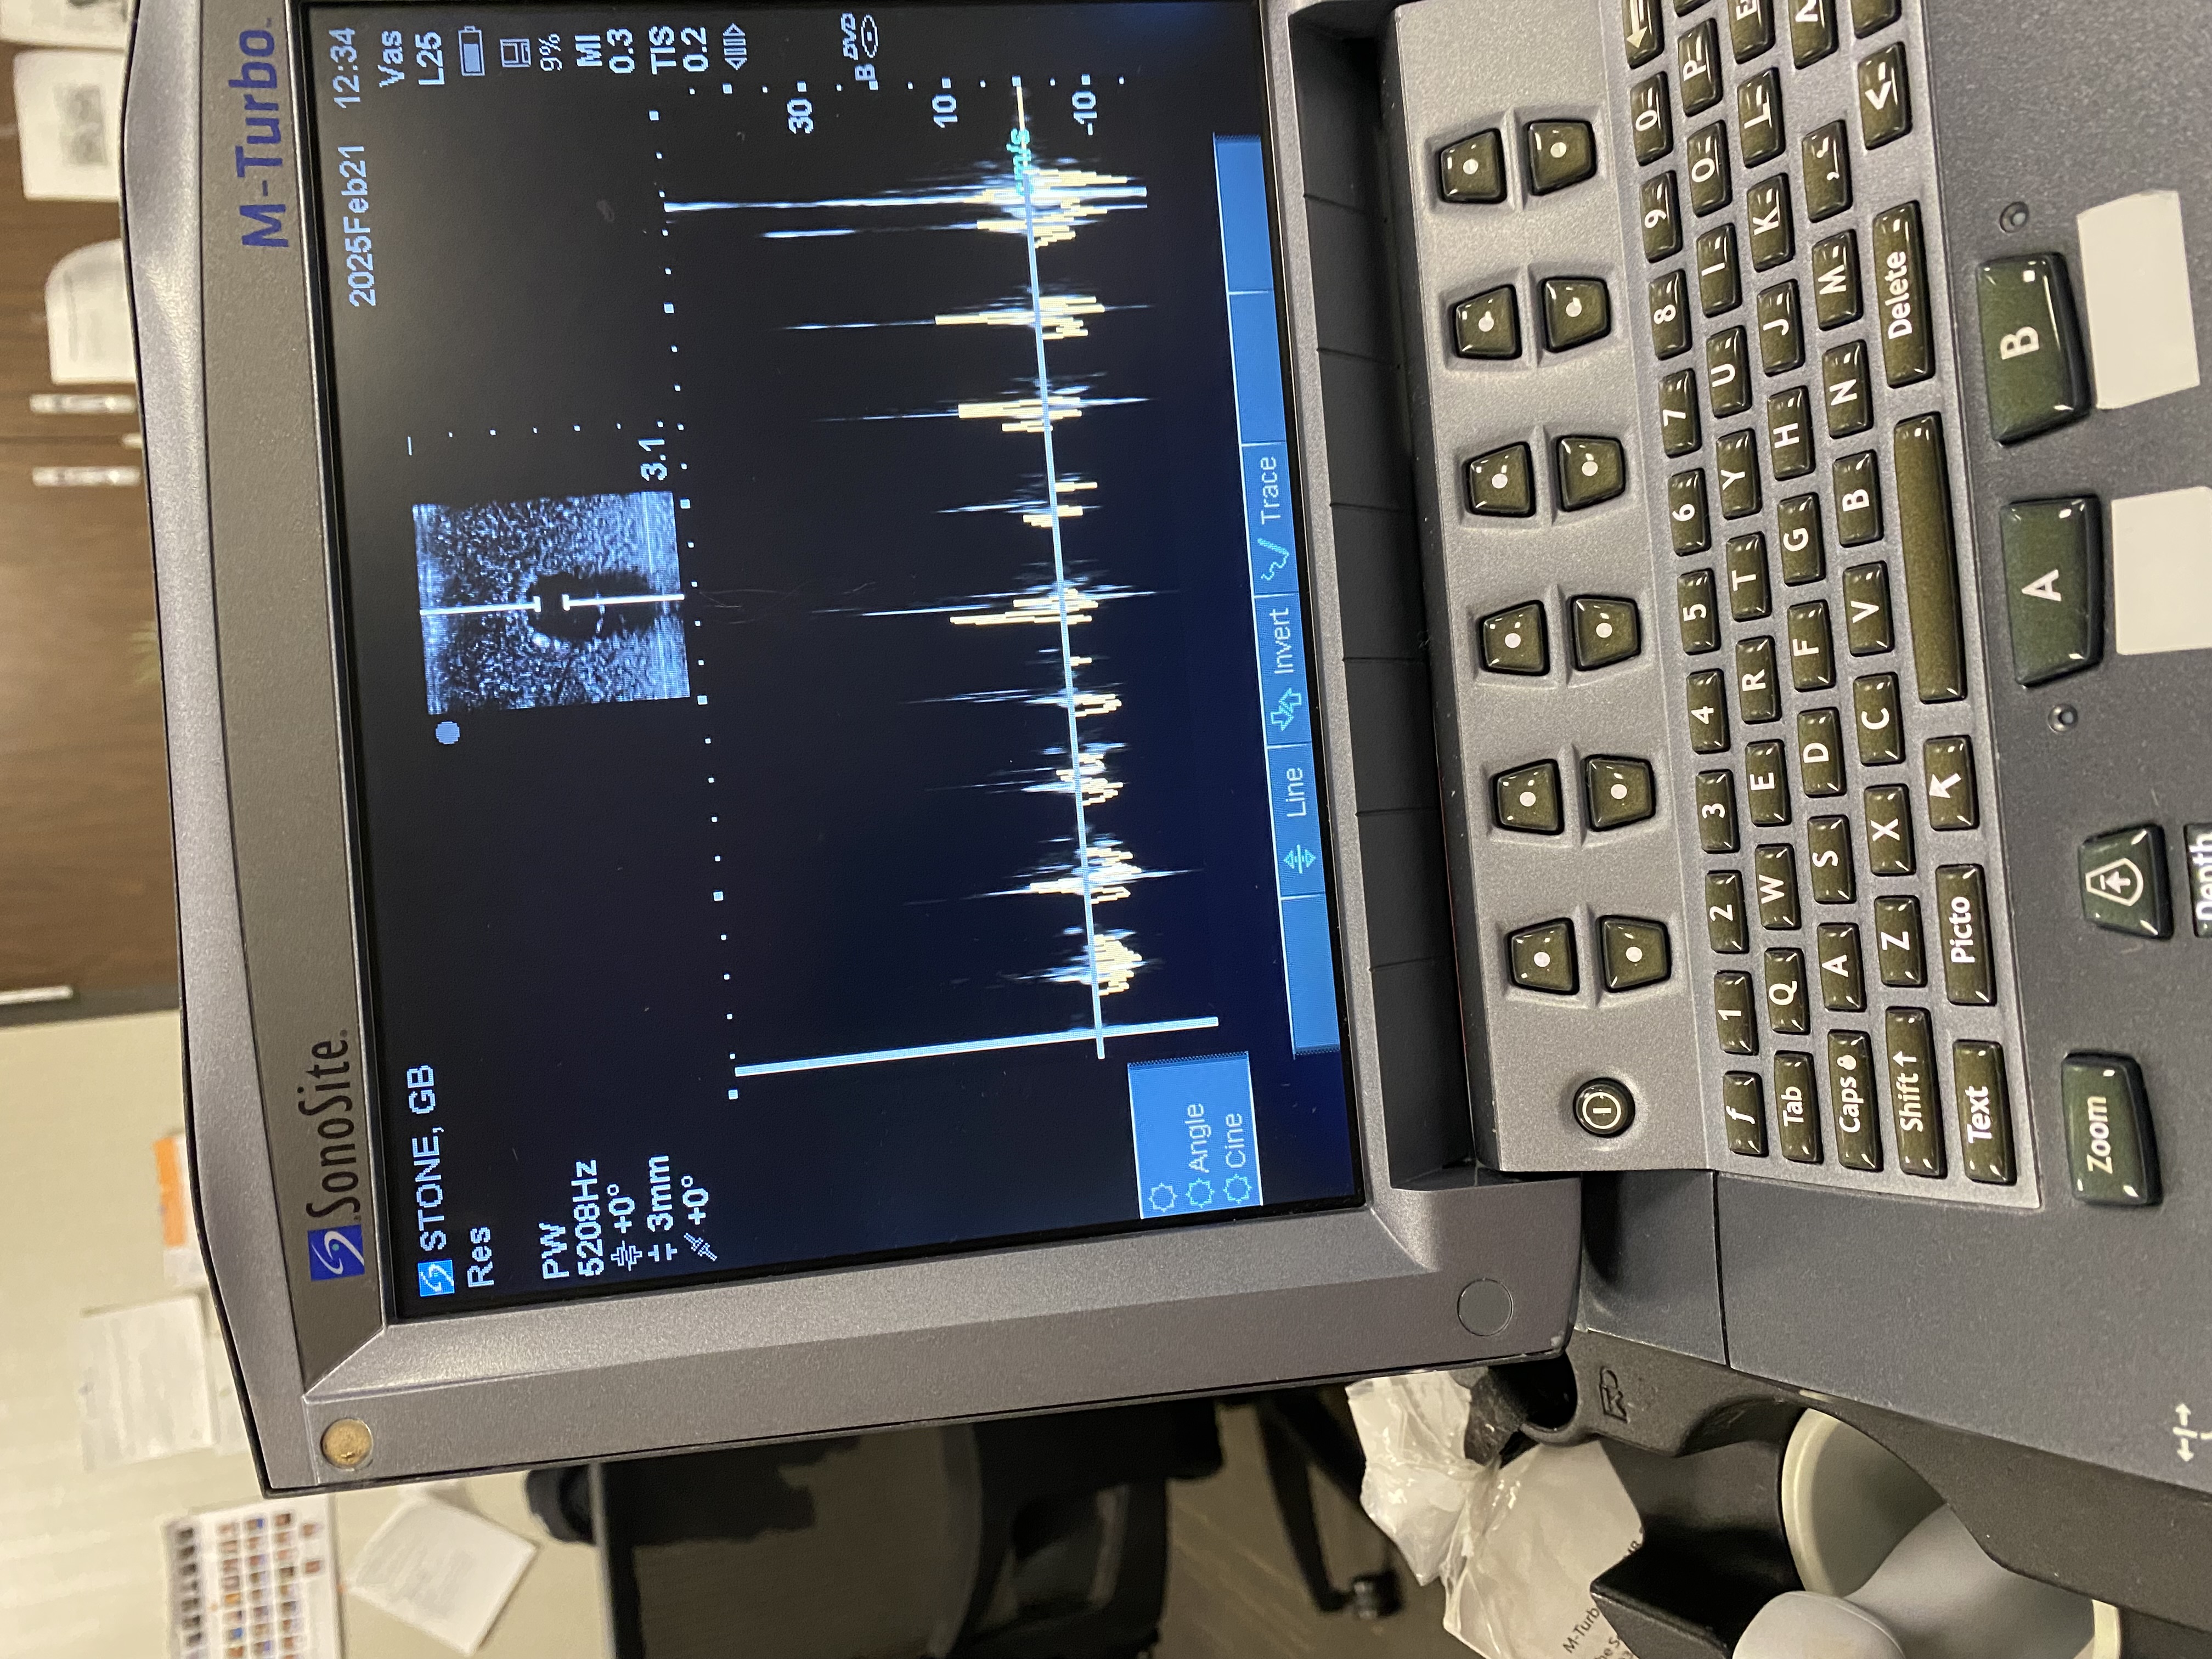 M-Turbo
SonoSite
2025Feb21 12:34
STONE, GB
Vas
Res
L25
PW
9%
5208Hz
MI
+0°
0.3
3mm
3.1
TIS
+0°
0.2
30
DVD
B
10
cm/s
-10
Angle
Cine
Line
Invert
Trace
M-Turbo
f 1 2 3 4 5 6 7 8 9 0
Tab Q W E R T Y U I O P
Caps A S D F G H J K L
Shift ↑ Z X C V B N M ,
Text Picto Delete <
A B
Zoom
Depth